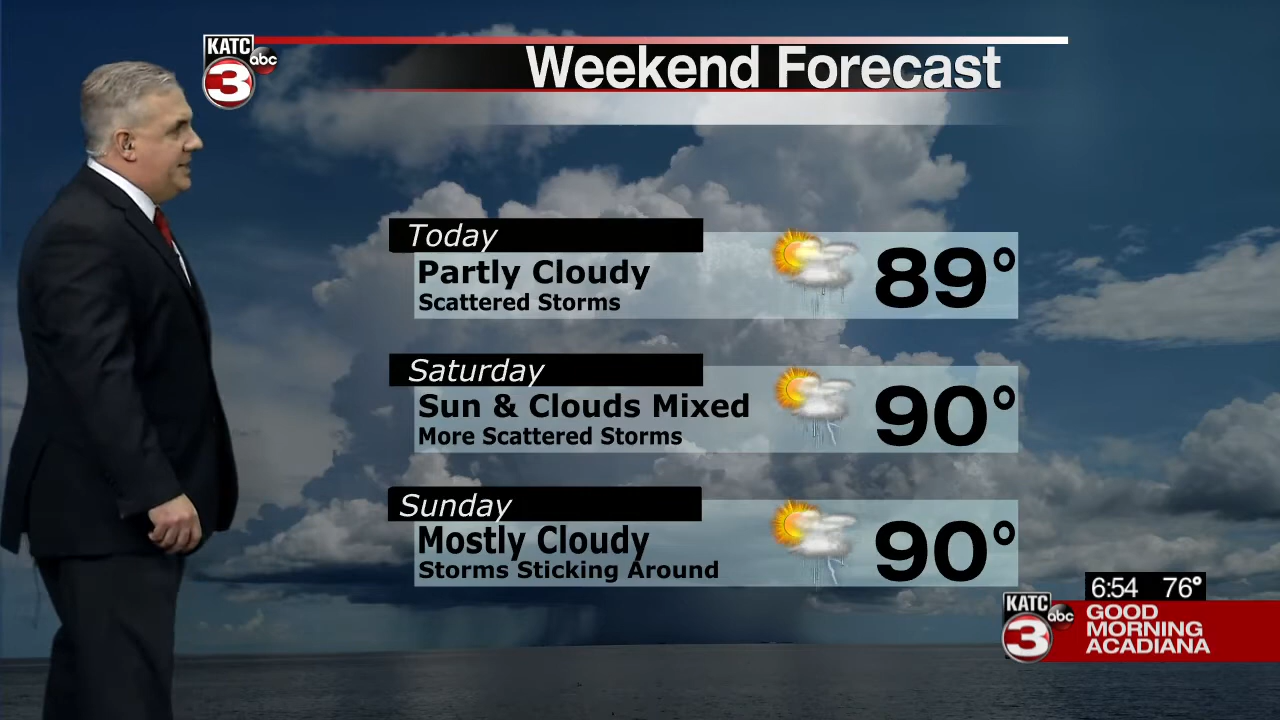 KATC
abc
3
Weekend Forecast
Today
Partly Cloudy
Scattered Storms
89°
Saturday
Sun & Clouds Mixed
More Scattered Storms
90°
Sunday
Mostly Cloudy
Storms Sticking Around
90°
6:54 76°
KATC
abc
3
GOOD
MORNING
ACADIANA